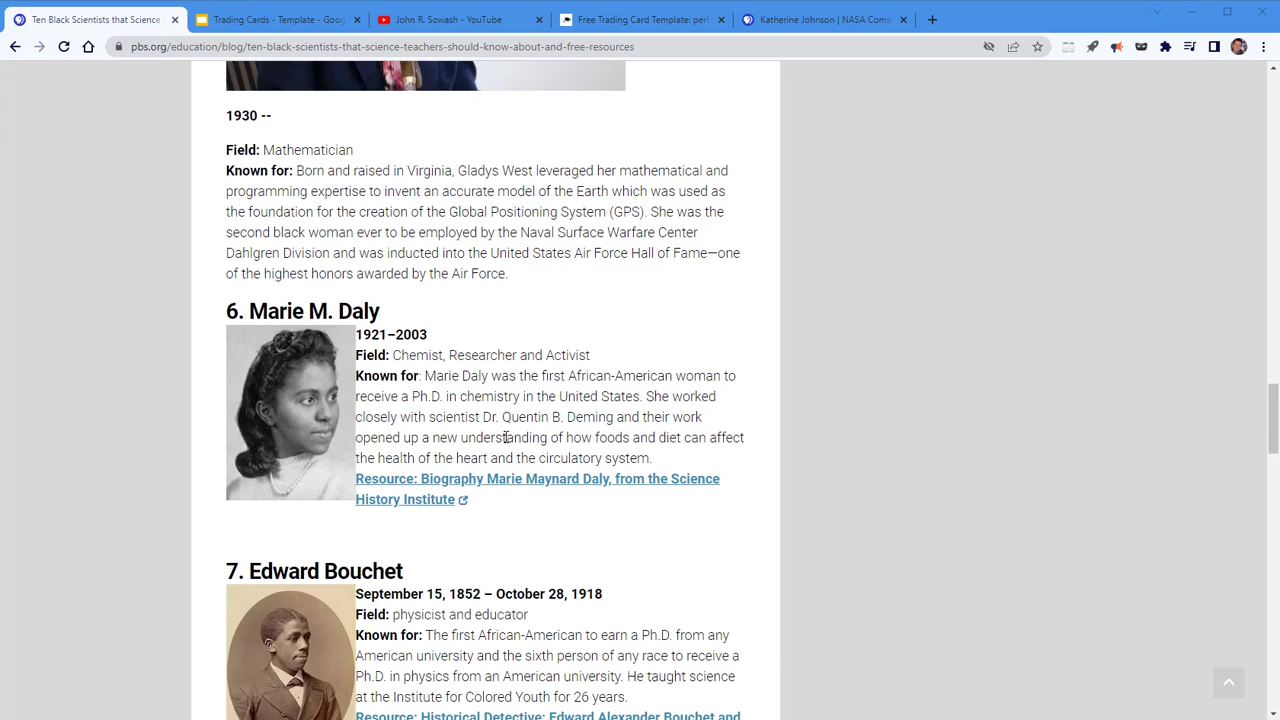 Ten Black Scientists that Science
Trading Cards - Template - Goog
John R. Sowash - YouTube
Free Trading Card Template: perf
Katherine Johnson | NASA Comp
pbs.org/education/blog/ten-black-scientists-that-science-teachers-should-know-about-and-free-resources
1930 --
Field: Mathematician
Known for: Born and raised in Virginia, Gladys West leveraged her mathematical and
programming expertise to invent an accurate model of the Earth which was used as
the foundation for the creation of the Global Positioning System (GPS). She was the
second black woman ever to be employed by the Naval Surface Warfare Center
Dahlgren Division and was inducted into the United States Air Force Hall of Fame—one
of the highest honors awarded by the Air Force.
6. Marie M. Daly
1921–2003
Field: Chemist, Researcher and Activist
Known for: Marie Daly was the first African-American woman to
receive a Ph.D. in chemistry in the United States. She worked
closely with scientist Dr. Quentin B. Deming and their work
opened up a new understanding of how foods and diet can affect
the health of the heart and the circulatory system.
Resource: Biography Marie Maynard Daly, from the Science
History Institute
7. Edward Bouchet
September 15, 1852 – October 28, 1918
Field: physicist and educator
Known for: The first African-American to earn a Ph.D. from any
American university and the sixth person of any race to receive a
Ph.D. in physics from an American university. He taught science
at the Institute for Colored Youth for 26 years.
Resource: Historical Detective: Edward Alexander Bouchet and